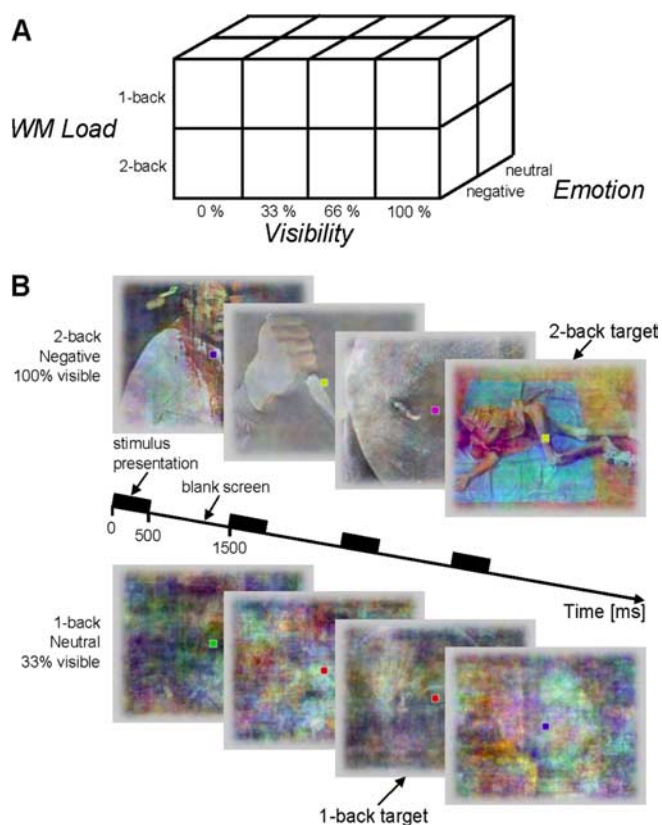 A
1-back
WM Load
2-back
neutral
negative
Emotion
0 %
33 %
66 %
100 %
Visibility
B
2-back
Negative
100% visible
2-back target
stimulus
presentation
blank screen
0
500
1500
Time [ms]
1-back
Neutral
33% visible
1-back target